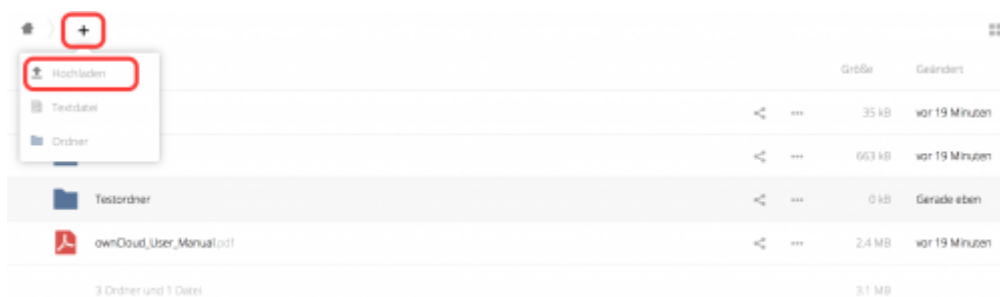 +
Hochladen
Größe Geändert
Textdatei
35 kB vor 19 Minuten
Ordner
663 kB vor 19 Minuten
Testordner 0 kB Gerade eben
ownCloud_User_Manual.pdf 2,4 MB vor 19 Minuten
3 Ordner und 1 Datei 3.1 MB